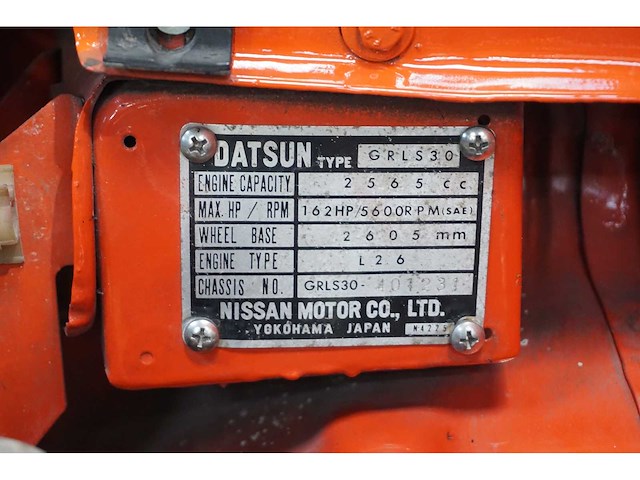 DATSUN TYPE GRLS30
ENGINE CAPACITY 2565 cc
MAX. HP / RPM 162HP/5600RPM(SAE)
WHEEL BASE 2605 mm
ENGINE TYPE L26
CHASSIS NO. GRLS30-
NISSAN MOTOR CO., LTD.
YOKOHAMA JAPAN